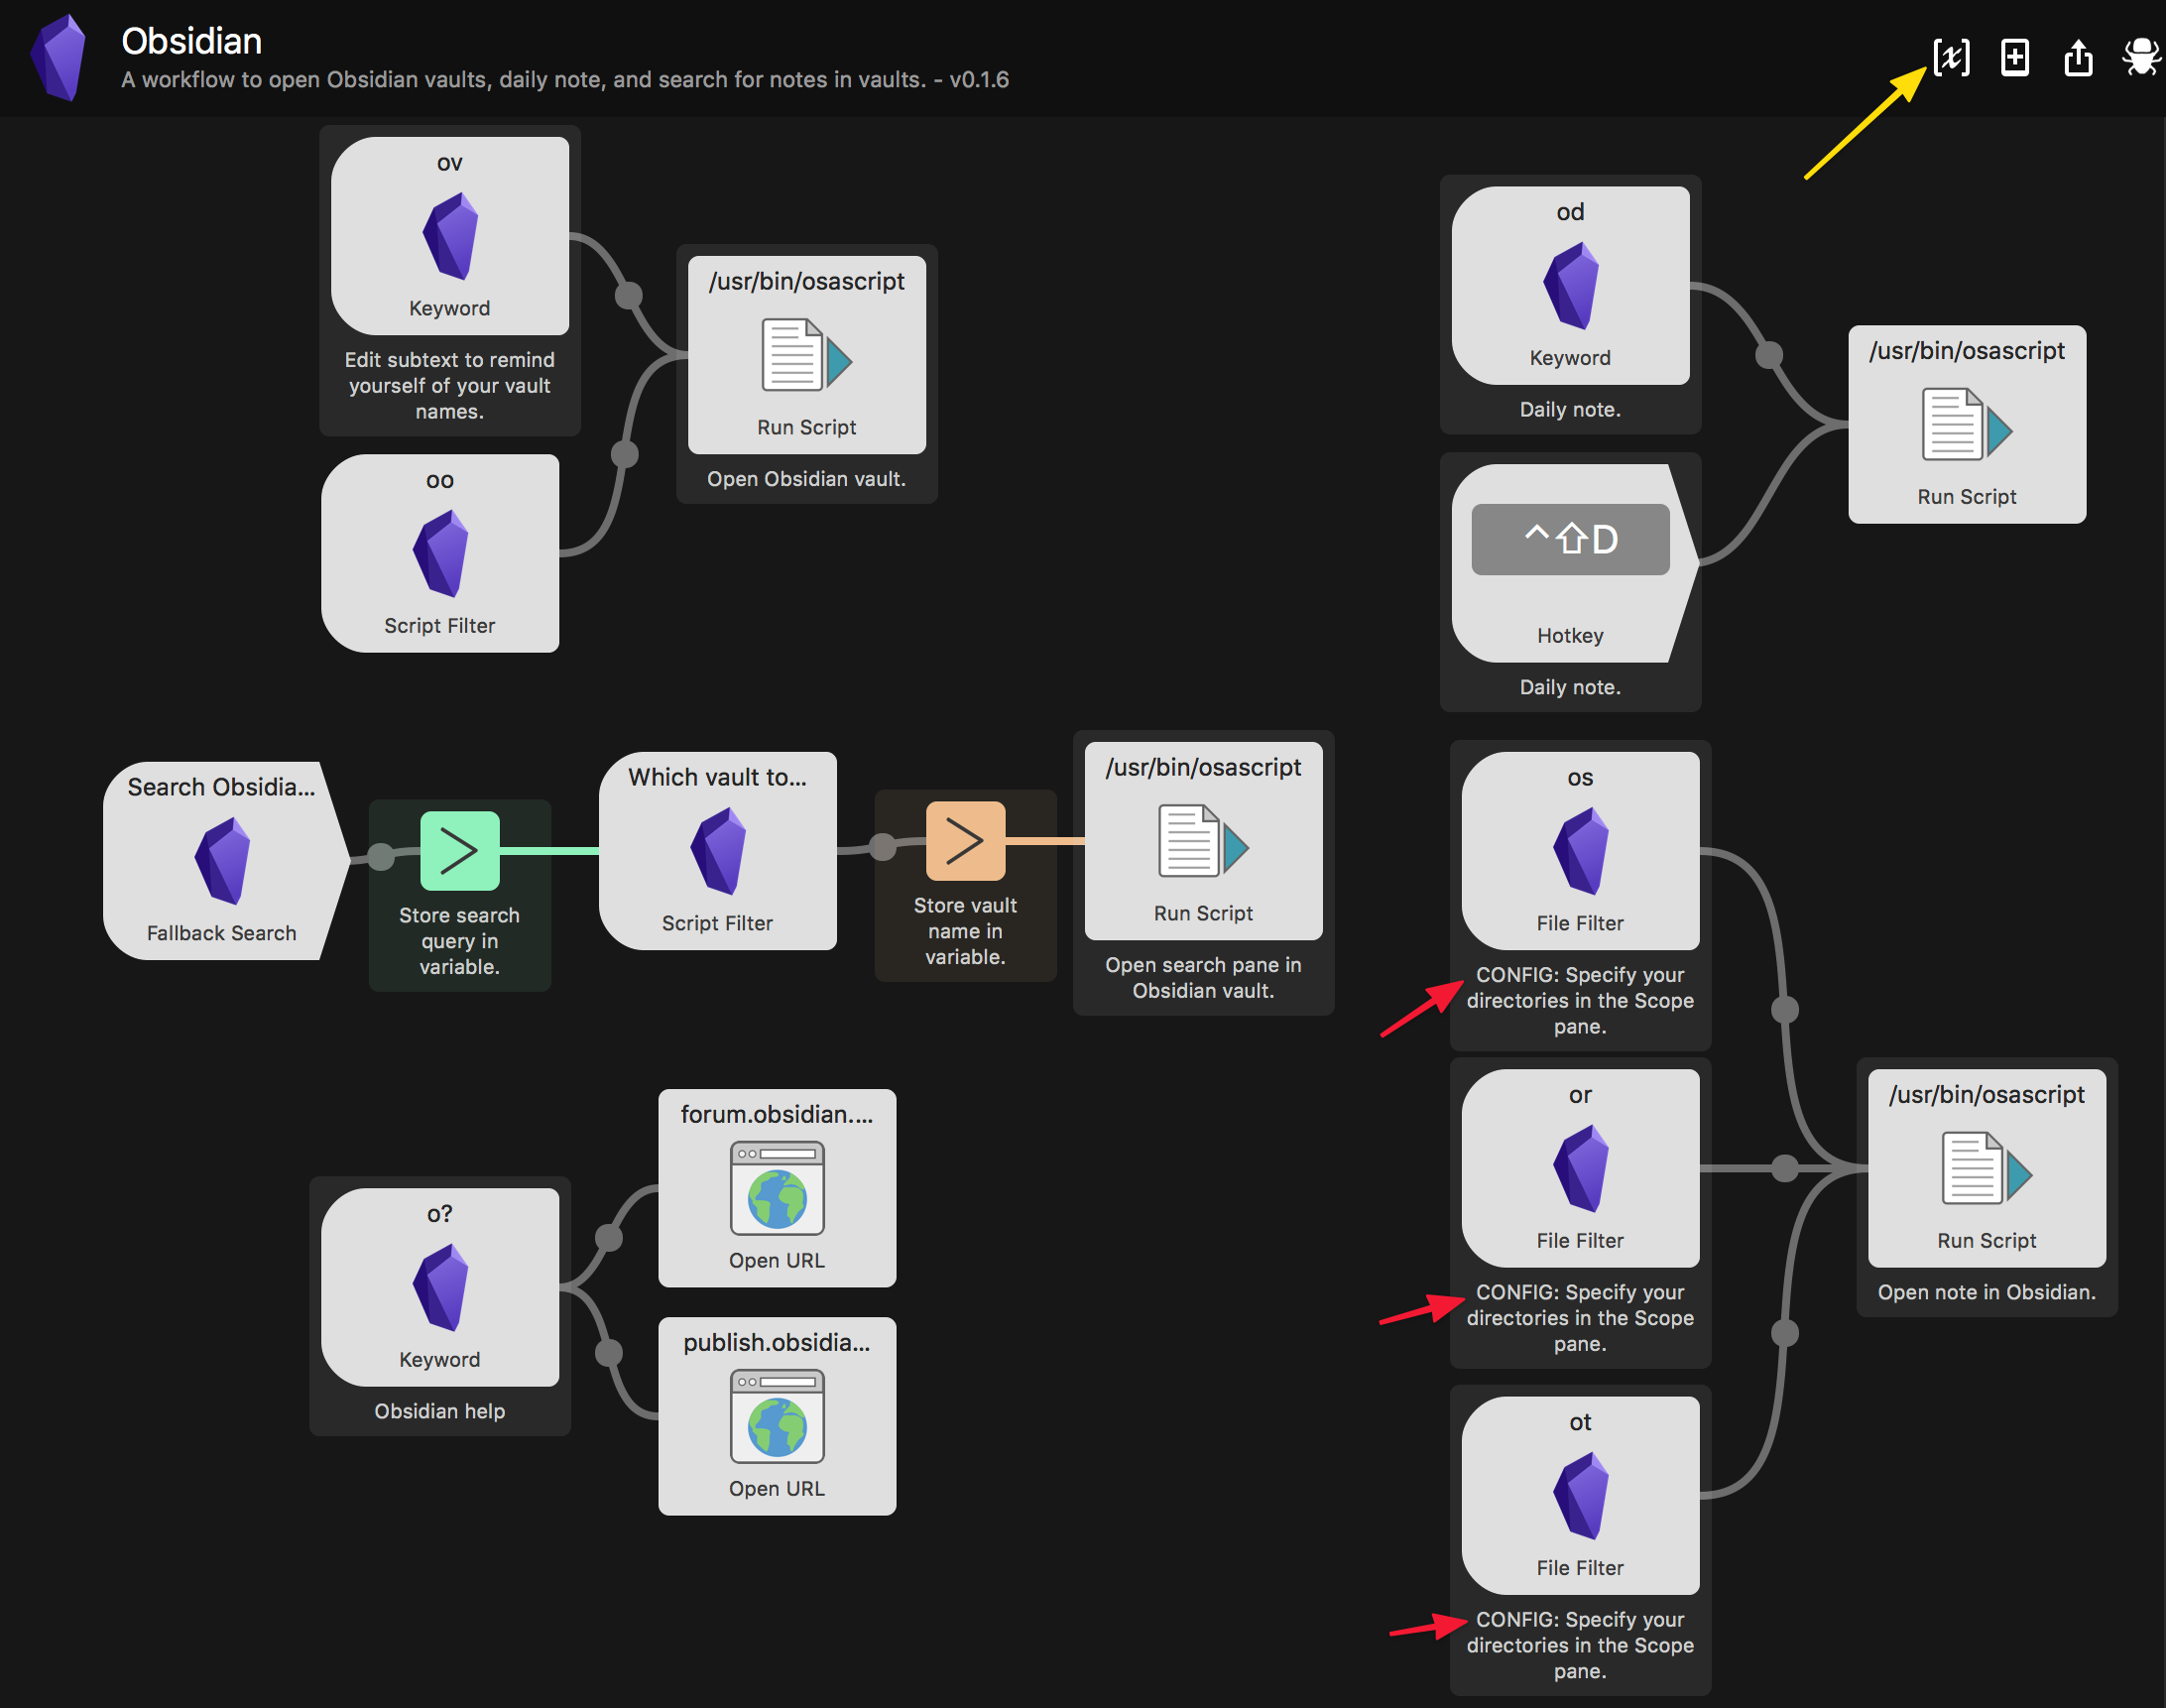 Obsidian
A workflow to open Obsidian vaults, daily note, and search for notes in vaults. - v0.1.6
[x]
ov
Keyword
Edit subtext to remind
yourself of your vault
names.
oo
Script Filter
/usr/bin/osascript
Run Script
Open Obsidian vault.
od
Keyword
Daily note.
^⇧D
Hotkey
Daily note.
/usr/bin/osascript
Run Script
Search Obsidia...
Fallback Search
Store search
query in
variable.
Which vault to...
Script Filter
Store vault
name in
variable.
/usr/bin/osascript
Run Script
Open search pane in
Obsidian vault.
os
File Filter
CONFIG: Specify your
directories in the Scope
pane.
or
File Filter
CONFIG: Specify your
directories in the Scope
pane.
ot
File Filter
CONFIG: Specify your
directories in the Scope
pane.
/usr/bin/osascript
Run Script
Open note in Obsidian.
o?
Keyword
Obsidian help
forum.obsidian....
Open URL
publish.obsidia...
Open URL